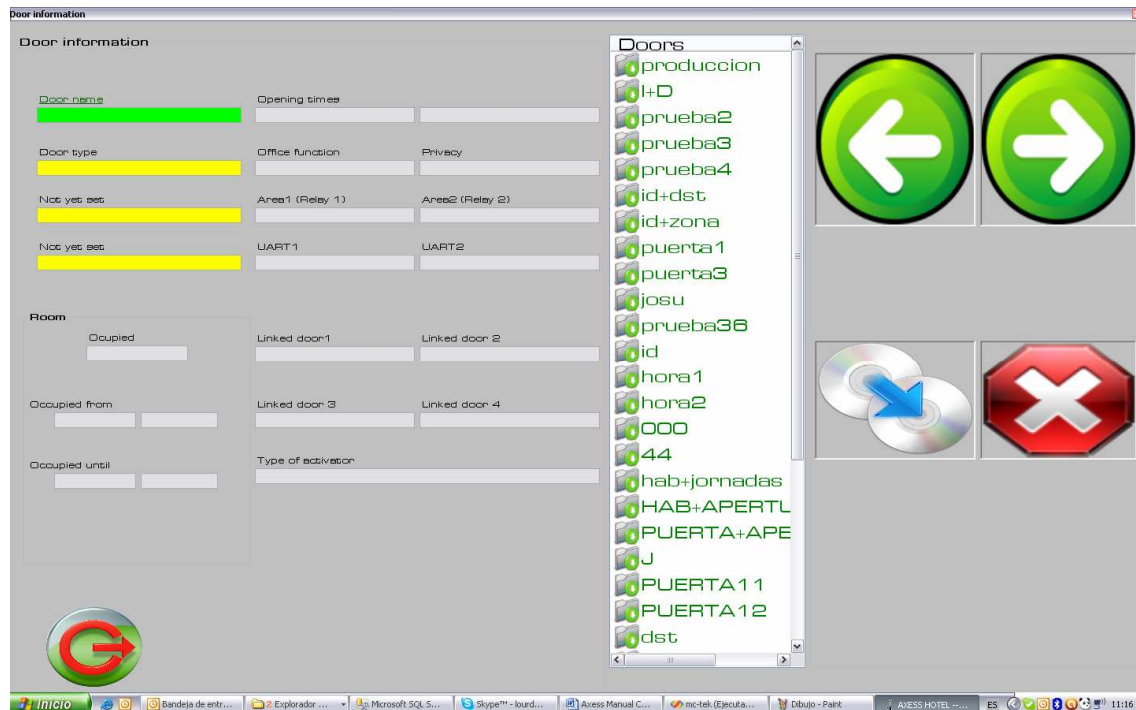 Door information
Door information
Door name
Opening times
Door type
Office function
Privacy
Not yet set
Area1 (Relay 1)
Area2 (Relay 2)
Not yet set
UART1
UART2
Room
Ocupied
Linked door1
Linked door 2
Occupied from
Linked door 3
Linked door 4
Occupied until
Type of activator
Doors
produccion
I+D
prueba2
prueba3
prueba4
id+dst
id+zona
puerta1
puerta3
josu
prueba36
id
hora1
hora2
000
44
hab+jornadas
HAB+APERTU
PUERTA+APE
J
PUERTA11
PUERTA12
dst
Inicio
Bandeja de entr...
2 Explorador ...
Microsoft SQL S...
Skype™ - lourd...
Axess Manual C...
mc-tek (Ejecuta...
Dibujo - Paint
AXESS HOTEL --...
ES
11:16